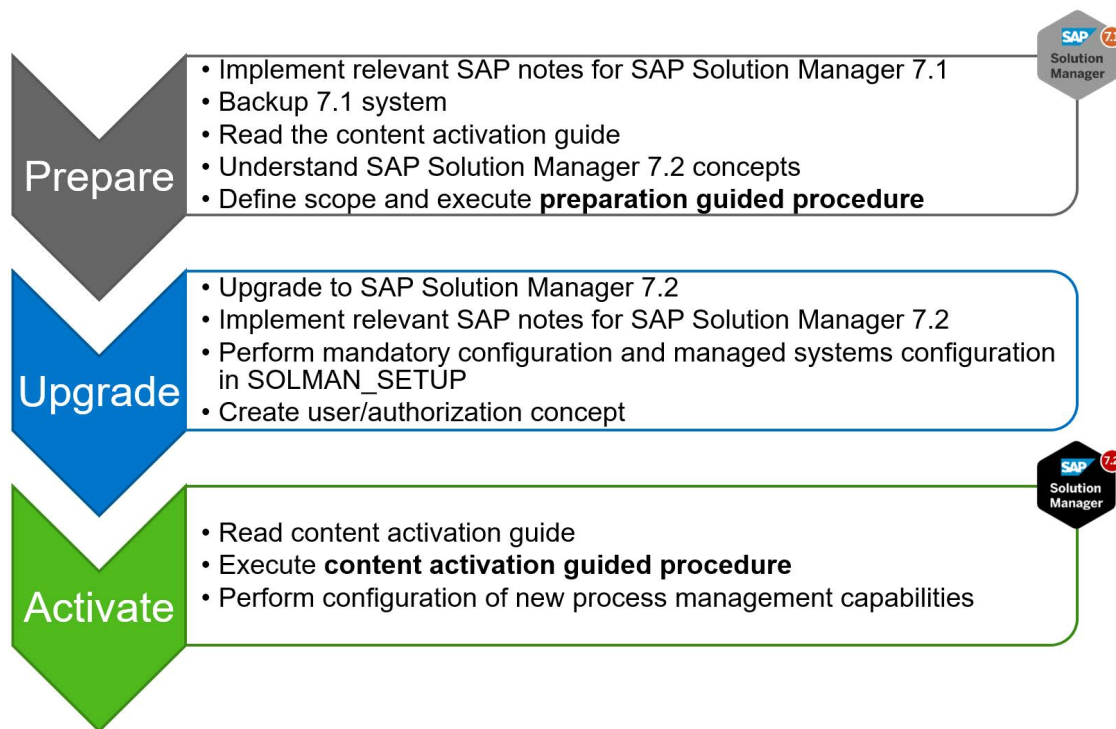 SAP 7.1
Solution
Manager
Prepare
• Implement relevant SAP notes for SAP Solution Manager 7.1
• Backup 7.1 system
• Read the content activation guide
• Understand SAP Solution Manager 7.2 concepts
• Define scope and execute preparation guided procedure
Upgrade
• Upgrade to SAP Solution Manager 7.2
• Implement relevant SAP notes for SAP Solution Manager 7.2
• Perform mandatory configuration and managed systems configuration
in SOLMAN_SETUP
• Create user/authorization concept
SAP 7.2
Solution
Manager
Activate
• Read content activation guide
• Execute content activation guided procedure
• Perform configuration of new process management capabilities